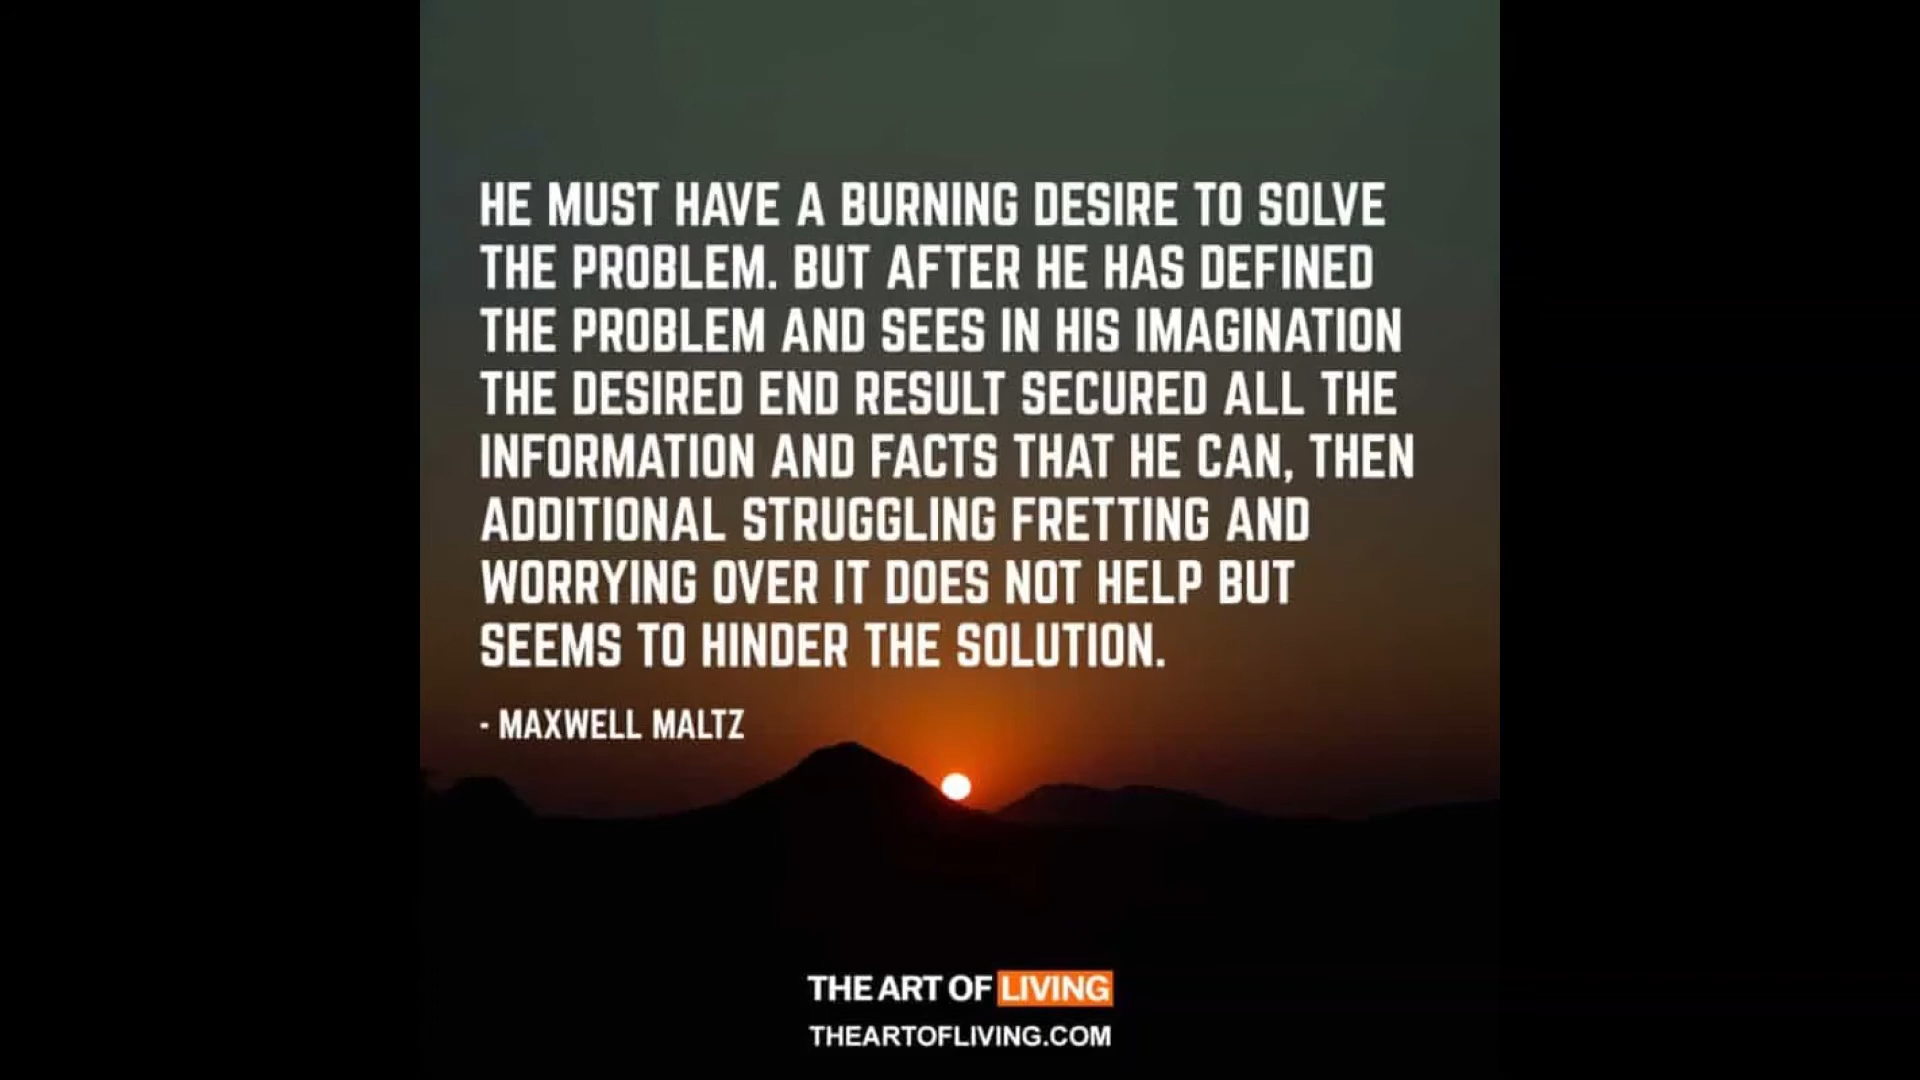 HE MUST HAVE A BURNING DESIRE TO SOLVE
THE PROBLEM. BUT AFTER HE HAS DEFINED
THE PROBLEM AND SEES IN HIS IMAGINATION
THE DESIRED END RESULT SECURED ALL THE
INFORMATION AND FACTS THAT HE CAN, THEN
ADDITIONAL STRUGGLING FRETTING AND
WORRYING OVER IT DOES NOT HELP BUT
SEEMS TO HINDER THE SOLUTION.
- MAXWELL MALTZ
THE ART OF LIVING
THEARTOFLIVING.COM